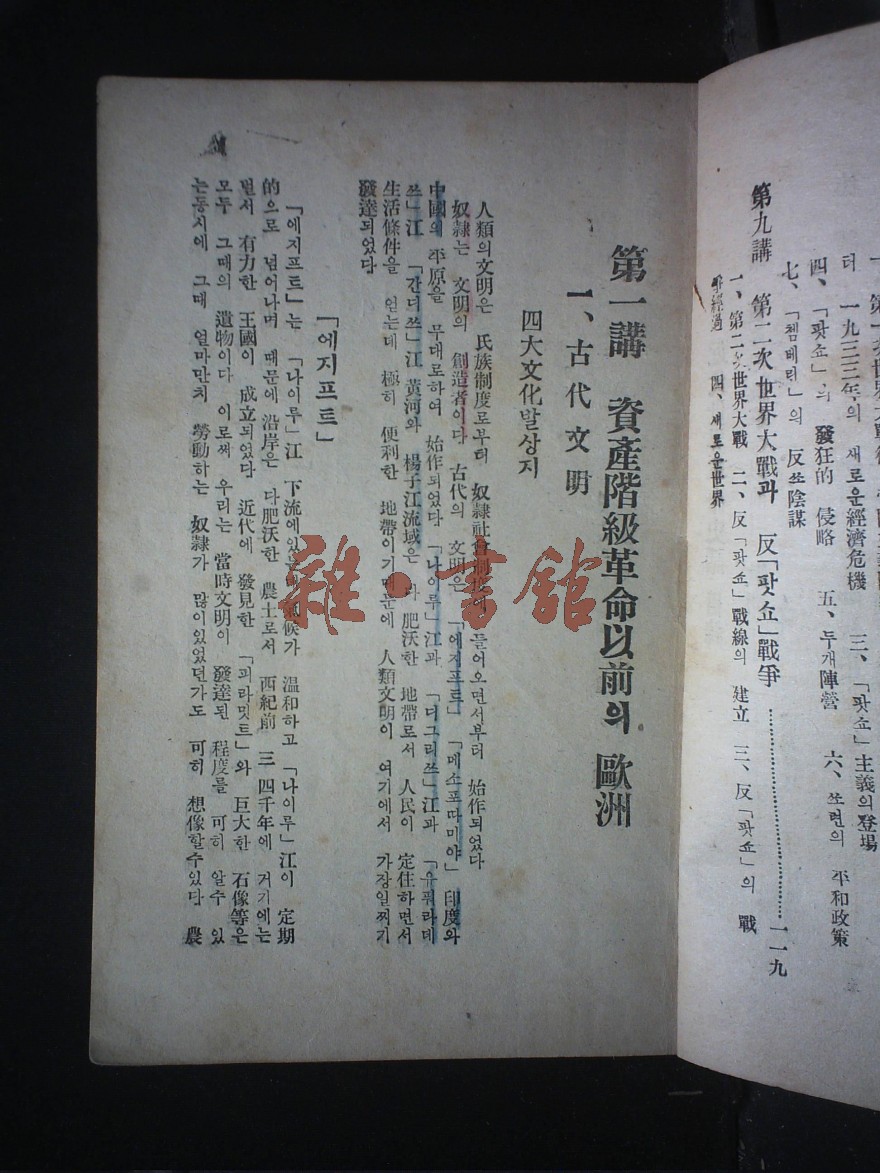 터 一九三三年의 새로운經濟危機 三、「팟쇼」主義의登場
四、「팟쇼」의 發狂的 侵略 五、두개陣營 六、쏘련의 平和政策
七、「쳄베린」의 反쏘陰謀
第九講 第二次世界大戰과 反「팟쇼」戰爭 一一九
一、第二次世界大戰 二、反「팟쇼」戰線의 建立 三、反「팟쇼」의 戰
爭經過 四、새로운世界
第一講 資產階級革命以前의 歐洲
一、古代文明
四大文化발상지
人類의文明은 民族制度로부터 奴隷社會制度에 들어오면서부터 始作되었다
奴隷는 文明의 創造者이다 古代의 文明은 「에지프트」「메소포따미야」印度와
中國의 平原을 무대로하여 始作되었다 「나이루」江과 「디그리쓰」江과 「유푸라데
쓰」江 「간디쓰」江 黃河와 楊子江流域은 다 肥沃한 地帶로서 人民이 定住하면서
生活條件을 얻는데 極히 便利한 地帶이기때문에 人類文明이 여기에서 가장일찌기
發達되었다
「에지프트」
「에지프트」는 「나이루」江 下流에있으며 氣候가 溫和하고 「나이루」江이 定期
的으로 넘어나며 때문에 沿岸은 다肥沃한 農土로서 西紀前 三 四千年에 거기에는
벌서 有力한 王國이 成立되었다 近代에 發見한 「피라밋트」와 巨大한 石像等은
모두 그때의 遺物이다 이로써 우리는 當時文明이 發達된 程度를 可히 알수 있
는동시에 그때 얼마만치 勞動하는 奴隷가 많이있었던가도 可히 想像할수있다 農
雜·書館